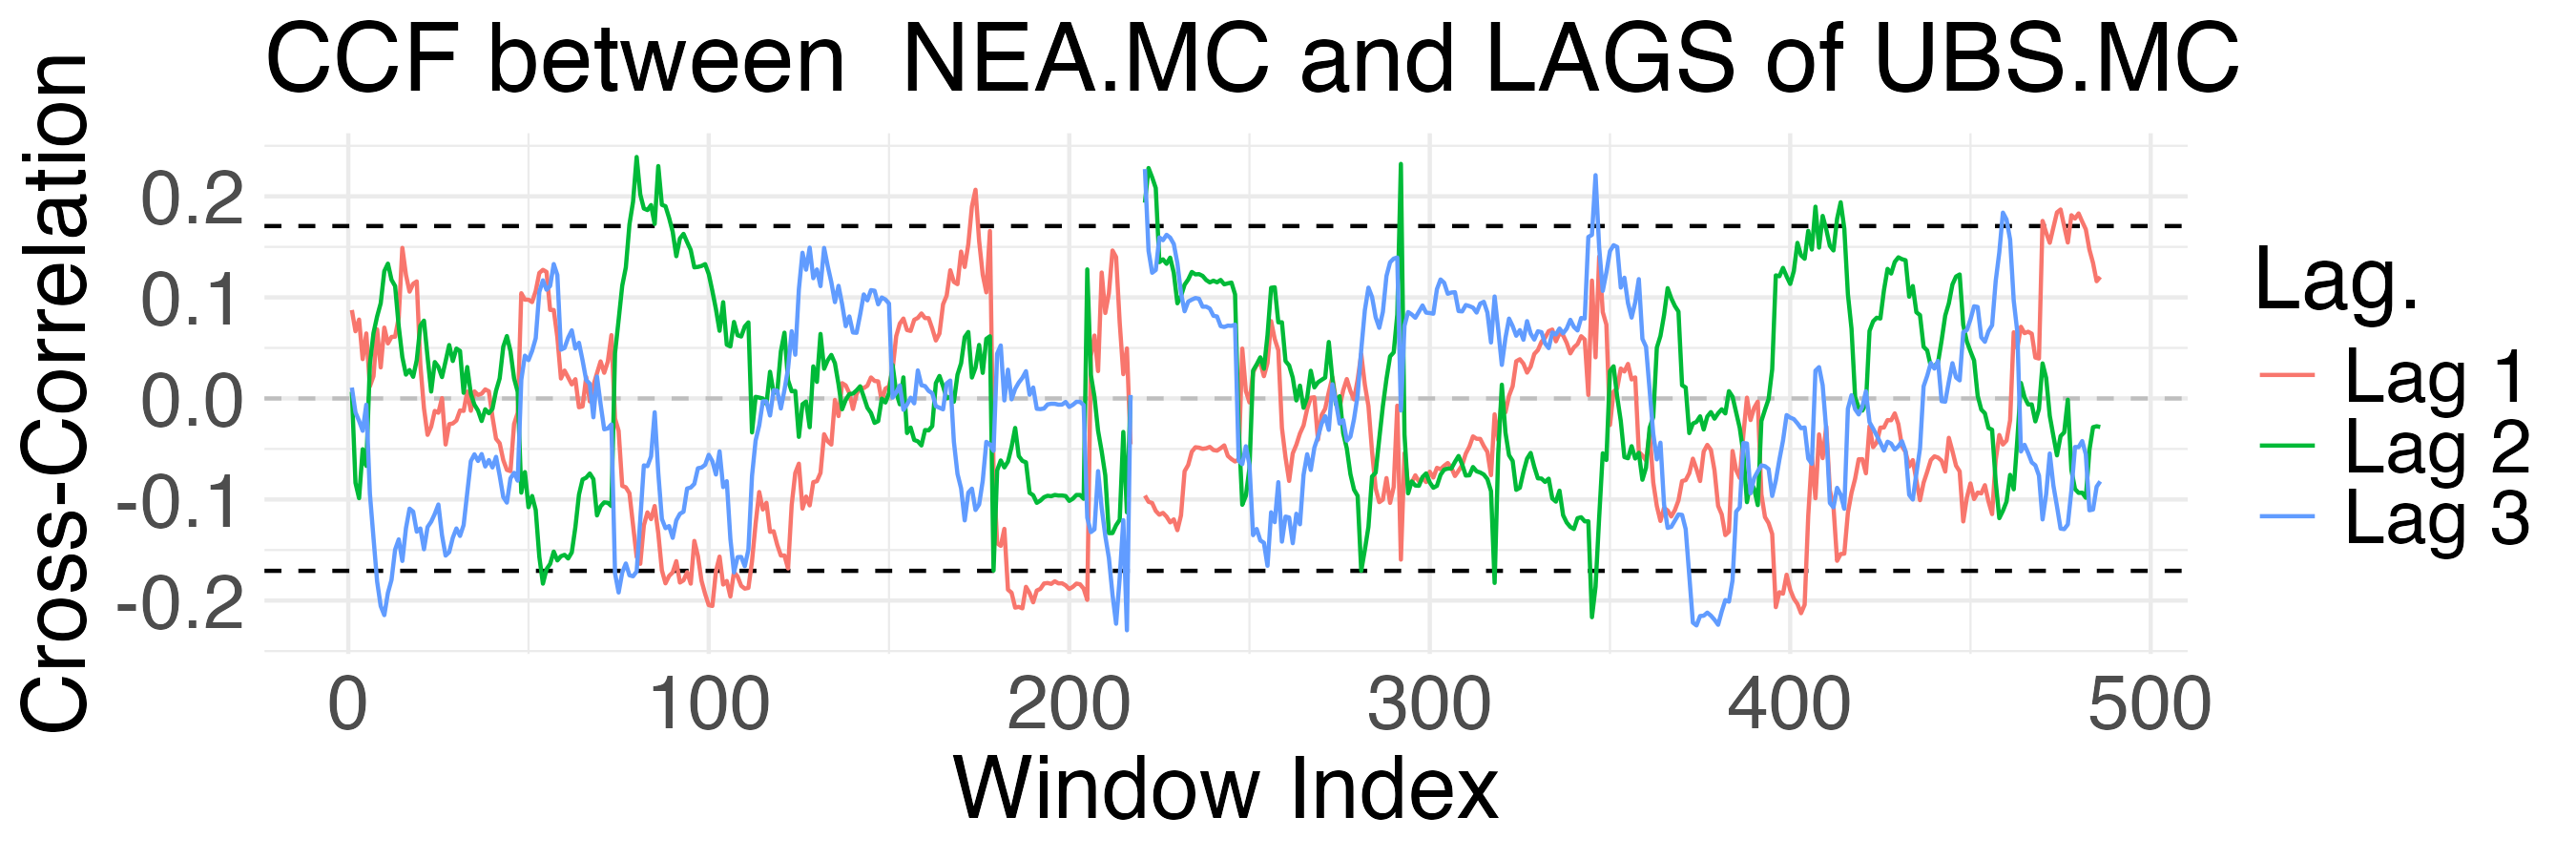 CCF between  NEA.MC and LAGS of UBS.MC
Cross-Correlation
0.2
0.1
0.0
-0.1
-0.2
0 100 200 300 400 500
Window Index
Lag.
Lag 1
Lag 2
Lag 3